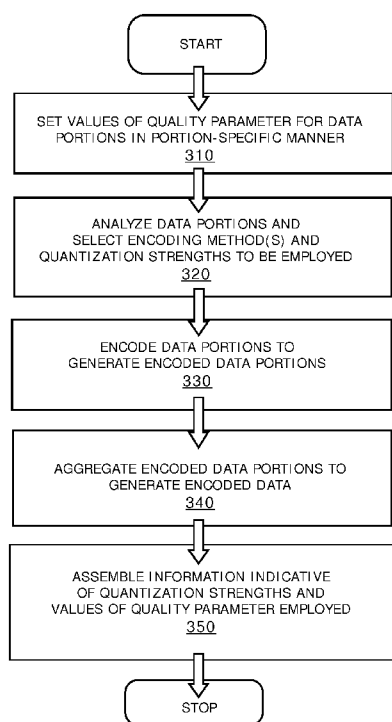 START
SET VALUES OF QUALITY PARAMETER FOR DATA
PORTIONS IN PORTION-SPECIFIC MANNER
310
ANALYZE DATA PORTIONS AND
SELECT ENCODING METHOD(S) AND
QUANTIZATION STRENGTHS TO BE EMPLOYED
320
ENCODE DATA PORTIONS TO
GENERATE ENCODED DATA PORTIONS
330
AGGREGATE ENCODED DATA PORTIONS TO
GENERATE ENCODED DATA
340
ASSEMBLE INFORMATION INDICATIVE
OF QUANTIZATION STRENGTHS AND
VALUES OF QUALITY PARAMETER EMPLOYED
350
STOP